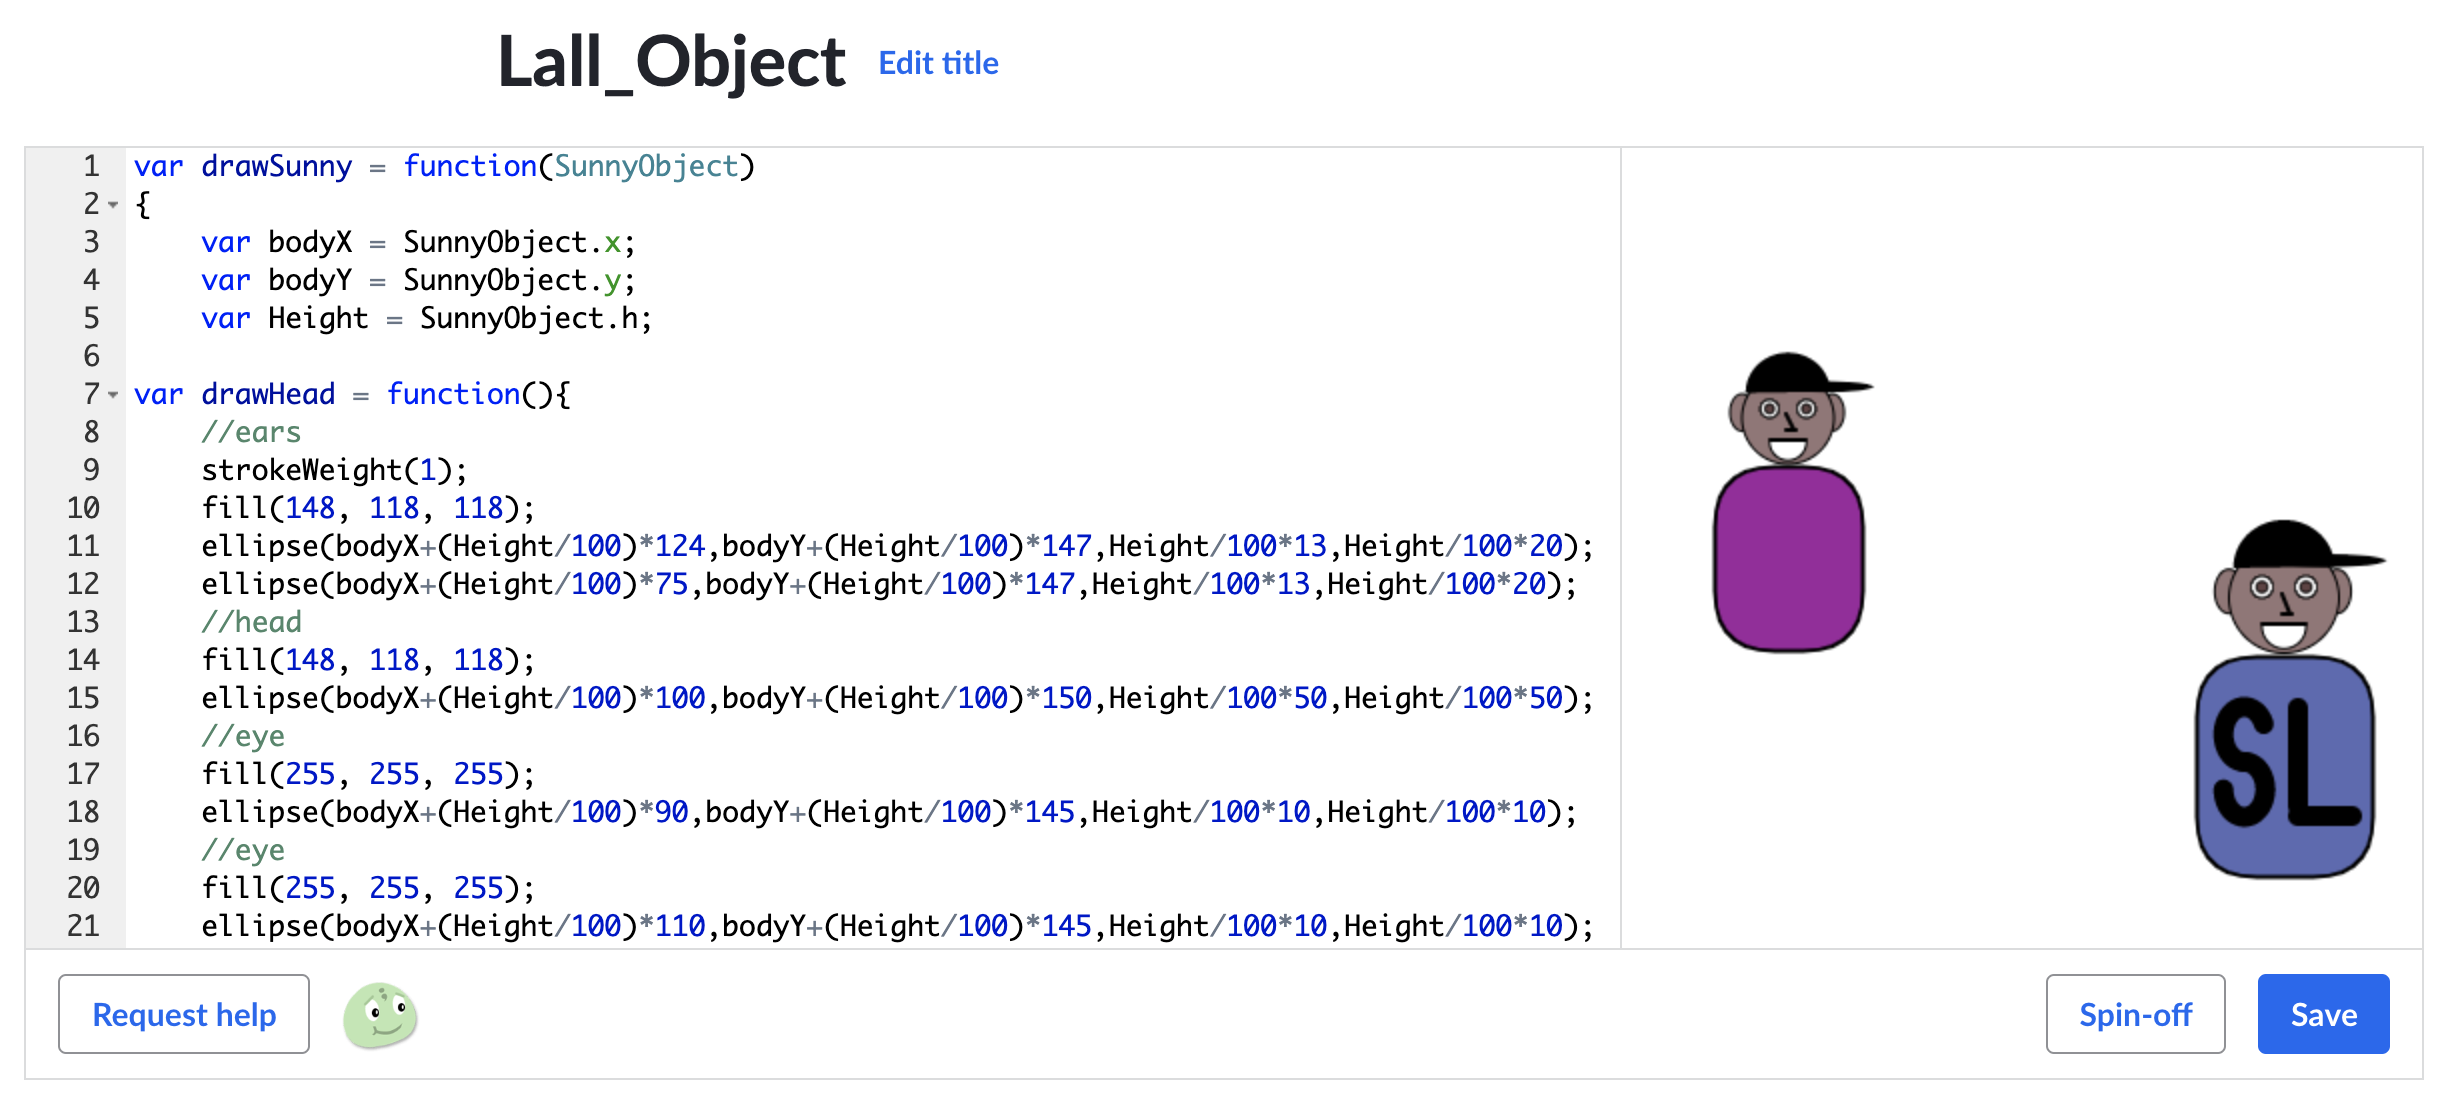 Lall_Object Edit title
1 var drawSunny = function(SunnyObject)
2 {
3 var bodyX = SunnyObject.x;
4 var bodyY = SunnyObject.y;
5 var Height = SunnyObject.h;
6
7 var drawHead = function(){
8 //ears
9 strokeWeight(1);
10 fill(148, 118, 118);
11 ellipse(bodyX+(Height/100)*124,bodyY+(Height/100)*147,Height/100*13,Height/100*20);
12 ellipse(bodyX+(Height/100)*75,bodyY+(Height/100)*147,Height/100*13,Height/100*20);
13 //head
14 fill(148, 118, 118);
15 ellipse(bodyX+(Height/100)*100,bodyY+(Height/100)*150,Height/100*50,Height/100*50);
16 //eye
17 fill(255, 255, 255);
18 ellipse(bodyX+(Height/100)*90,bodyY+(Height/100)*145,Height/100*10,Height/100*10);
19 //eye
20 fill(255, 255, 255);
21 ellipse(bodyX+(Height/100)*110,bodyY+(Height/100)*145,Height/100*10,Height/100*10);
SL
Request help
Spin-off
Save